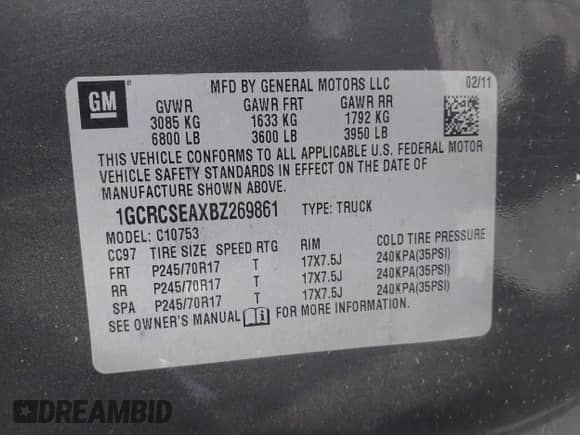 GM
MFD BY GENERAL MOTORS LLC 02/11
GVWR GAWR FRT GAWR RR
3085 KG 1633 KG 1792 KG
6800 LB 3600 LB 3950 LB
THIS VEHICLE CONFORMS TO ALL APPLICABLE U.S. FEDERAL MOTOR
VEHICLE SAFETY STANDARDS IN EFFECT ON THE DATE OF
MANUFACTURE SHOWN ABOVE.
1GCRCSEAXBZ269861 TYPE: TRUCK
MODEL: C10753
CC97 TIRE SIZE SPEED RTG RIM COLD TIRE PRESSURE
FRT P245/70R17 T 17X7.5J 240KPA(35PSI)
RR P245/70R17 T 17X7.5J 240KPA(35PSI)
SPA P245/70R17 T 17X7.5J 240KPA(35PSI)
SEE OWNER'S MANUAL FOR MORE INFORMATION.
DREAMBID